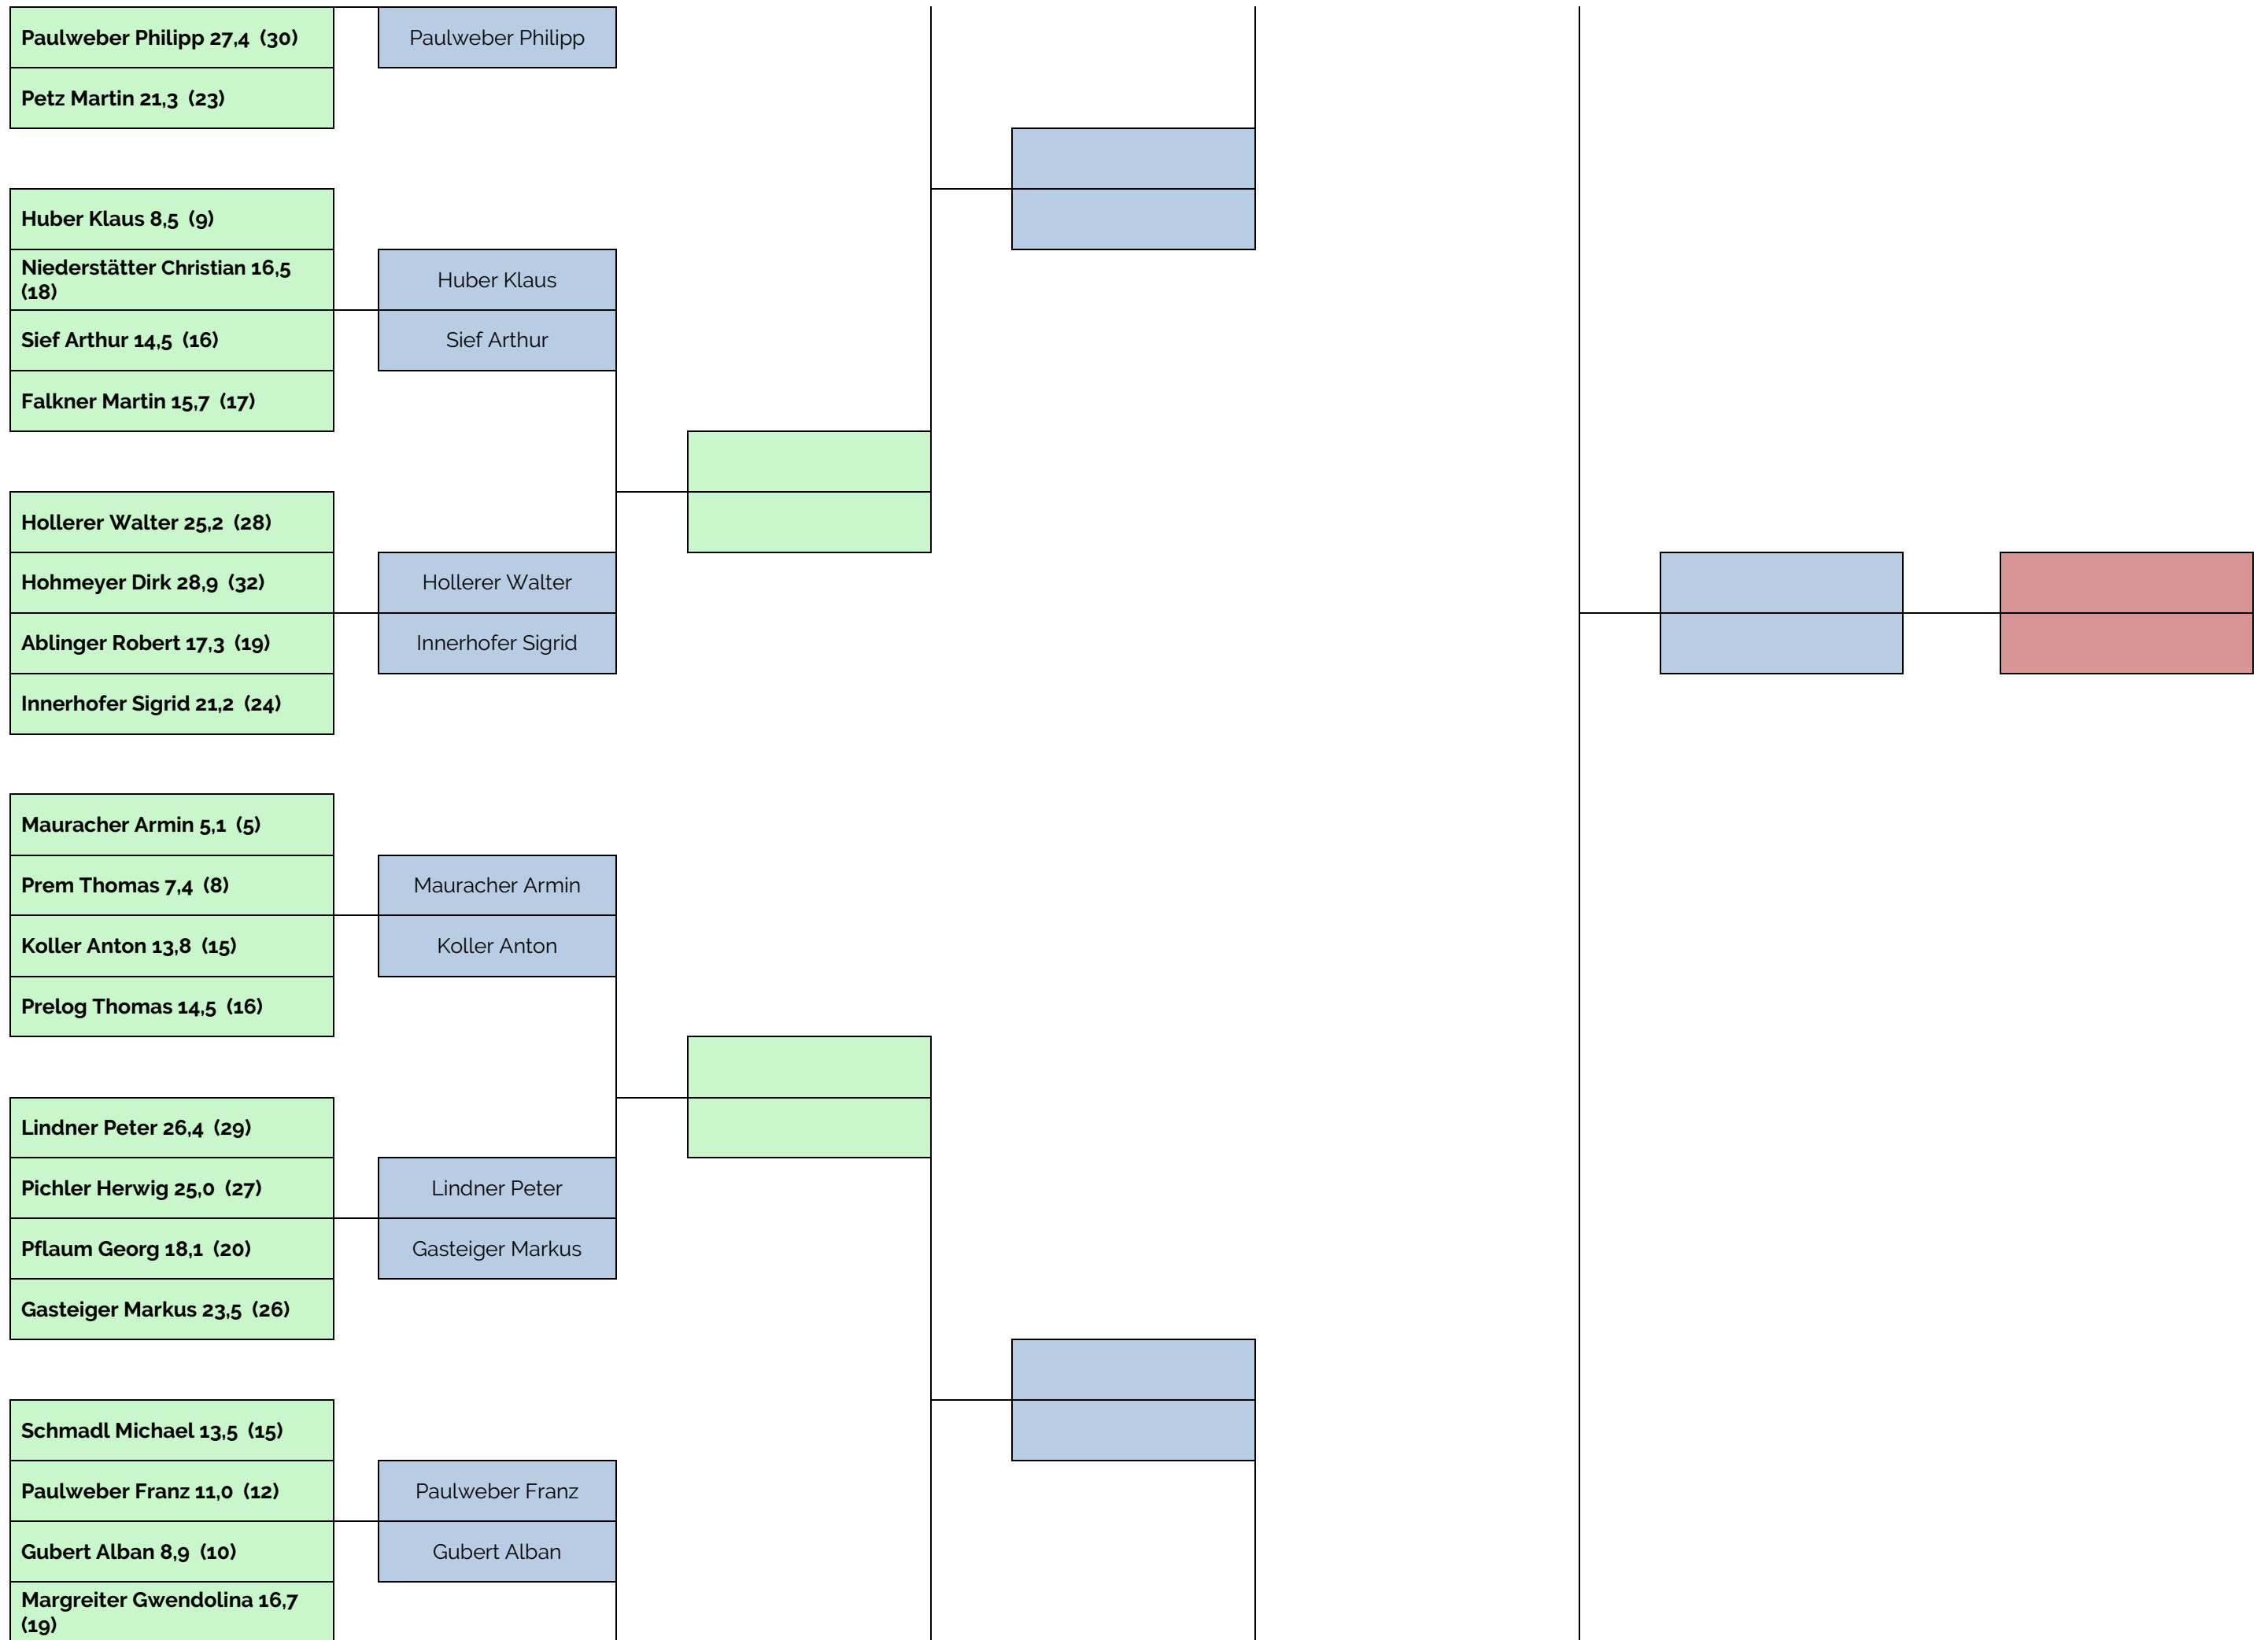 Paulweber Philipp 27,4 (30)
Paulweber Philipp
Petz Martin 21,3 (23)
Huber Klaus 8,5 (9)
Niederstätter Christian 16,5
(18)
Huber Klaus
Sief Arthur 14,5 (16)
Sief Arthur
Falkner Martin 15,7 (17)
Hollerer Walter 25,2 (28)
Hohmeyer Dirk 28,9 (32)
Hollerer Walter
Ablinger Robert 17,3 (19)
Innerhofer Sigrid
Innerhofer Sigrid 21,2 (24)
Mauracher Armin 5,1 (5)
Prem Thomas 7,4 (8)
Mauracher Armin
Koller Anton 13,8 (15)
Koller Anton
Prelog Thomas 14,5 (16)
Lindner Peter 26,4 (29)
Pichler Herwig 25,0 (27)
Lindner Peter
Pflaum Georg 18,1 (20)
Gasteiger Markus
Gasteiger Markus 23,5 (26)
Schmadl Michael 13,5 (15)
Paulweber Franz 11,0 (12)
Paulweber Franz
Gubert Alban 8,9 (10)
Gubert Alban
Margreiter Gwendolina 16,7
(19)